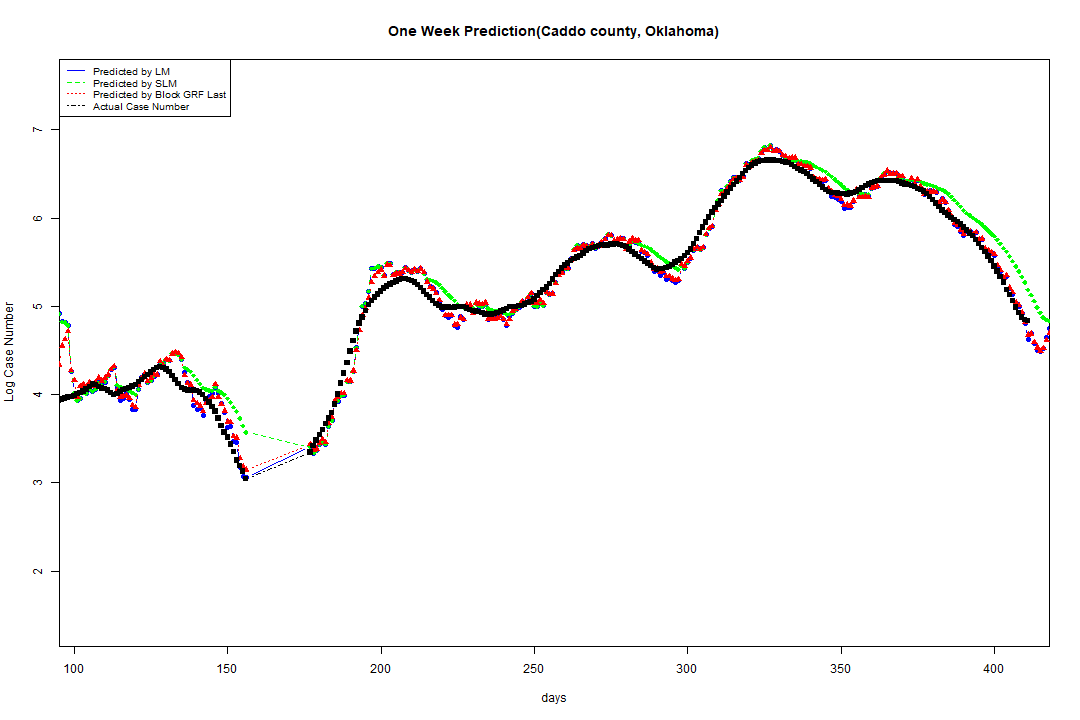 One Week Prediction(Caddo county, Oklahoma)
Predicted by LM
Predicted by SLM
Predicted by Block GRF Last
Actual Case Number
Log Case Number
7
6
5
4
3
2
100 150 200 250 300 350 400
days